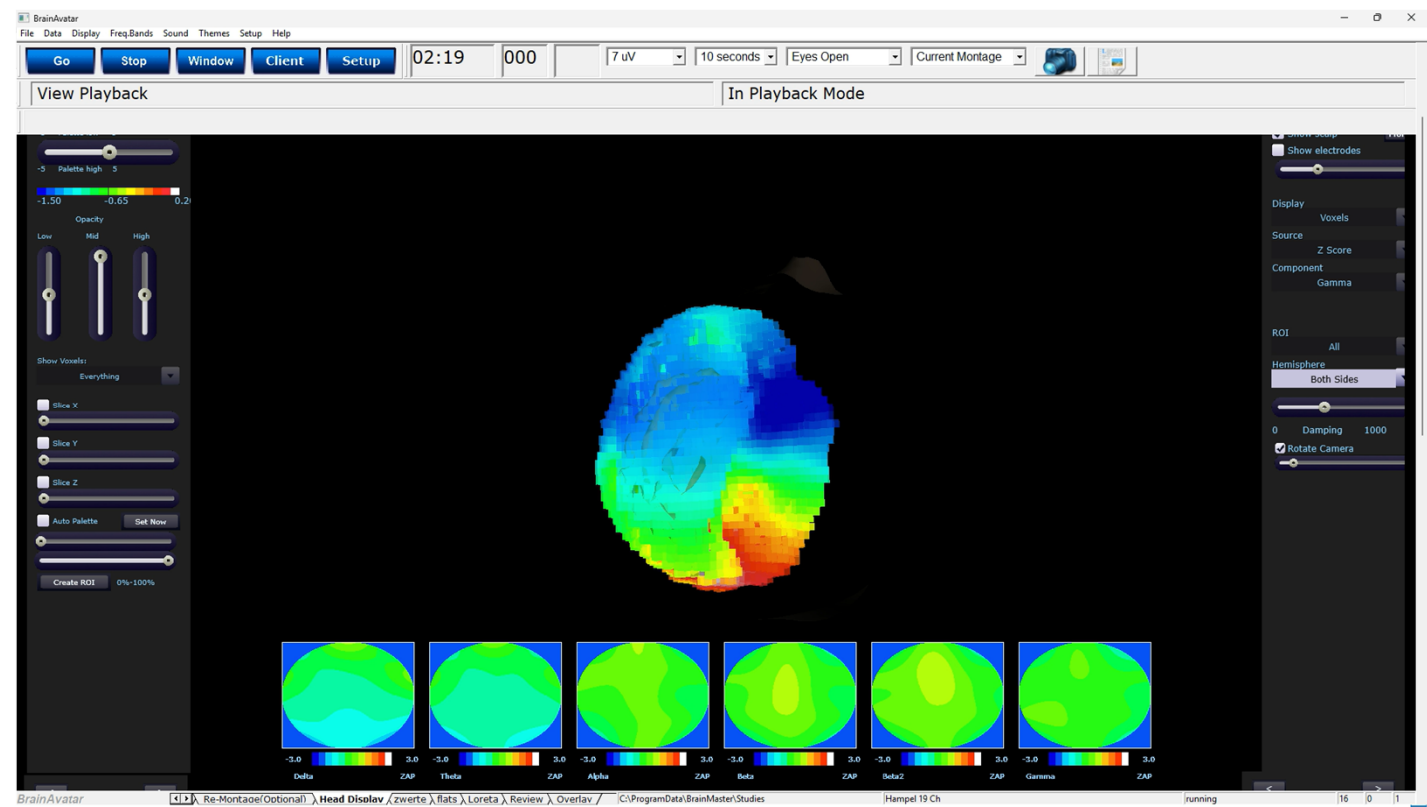 BrainAvatar
File Data Display Freq.Bands Sound Themes Setup Help
Go Stop Window Client Setup 02:19 000 7 uV 10 seconds Eyes Open Current Montage
View Playback In Playback Mode
Show scalp
Show electrodes
-5 Palette high 5
-1.50 -0.65 0.2
Opacity
Low Mid High
Display
Voxels
Source
Z Score
Component
Gamma
ROI
All
Hemisphere
Both Sides
0 Damping 1000
Rotate Camera
Show Voxels:
Everything
Slice X
Slice Y
Slice Z
Auto Palette Set Now
Create ROI 0%-100%
-3.0 3.0 -3.0 3.0 -3.0 3.0 -3.0 3.0 -3.0 3.0 -3.0 3.0
Delta ZAP Theta ZAP Alpha ZAP Beta ZAP Beta2 ZAP Gamma ZAP
BrainAvatar Re-Montage(Optional) Head Display zwerte flats Loreta Review Overlay C:\ProgramData\BrainMaster\Studies Hampel 19 Ch running 16 0 1